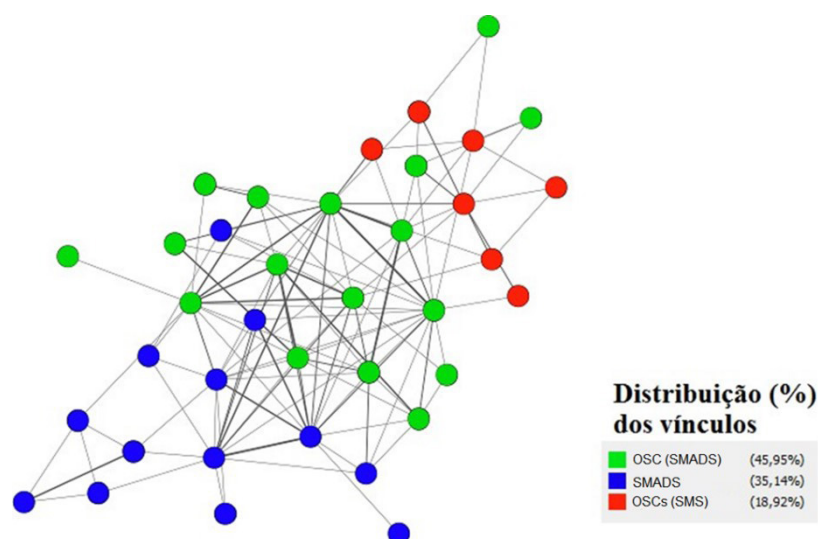 Distribuição (%)
dos vínculos
OSC (SMADS) (45,95%)
SMADS (35,14%)
OSCs (SMS) (18,92%)